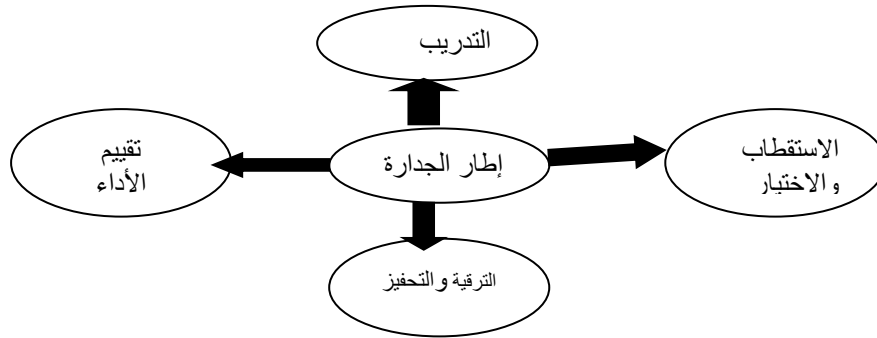 التدريب
الاستقطاب
والاختيار
إطار الجدارة
تقييم
الأداء
الترقية والتحفيز